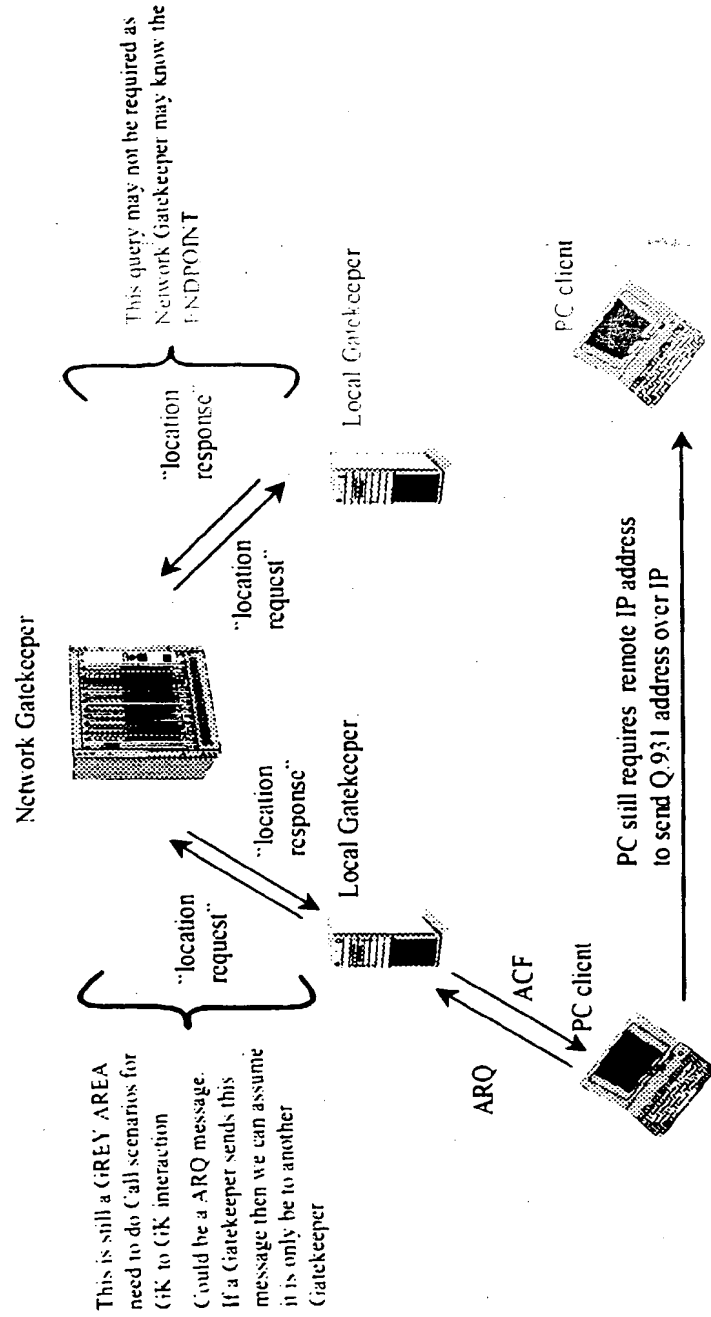 Network Gatekeeper
This is still a GREY AREA
need to do Call scenarios for
GK to GK interaction
Could be a ARQ message.
If a Gatekeeper sends this
message then we can assume
it is only be to another
Gatekeeper
"location
request"
"location
response"
"location
request"
"location
response"
This query may not be required as
Network Gatekeeper may know the
ENDPOINT
Local Gatekeeper
Local Gatekeeper
ARQ
ACF
PC client
PC client
PC still requires remote IP address
to send Q.931 address over IP